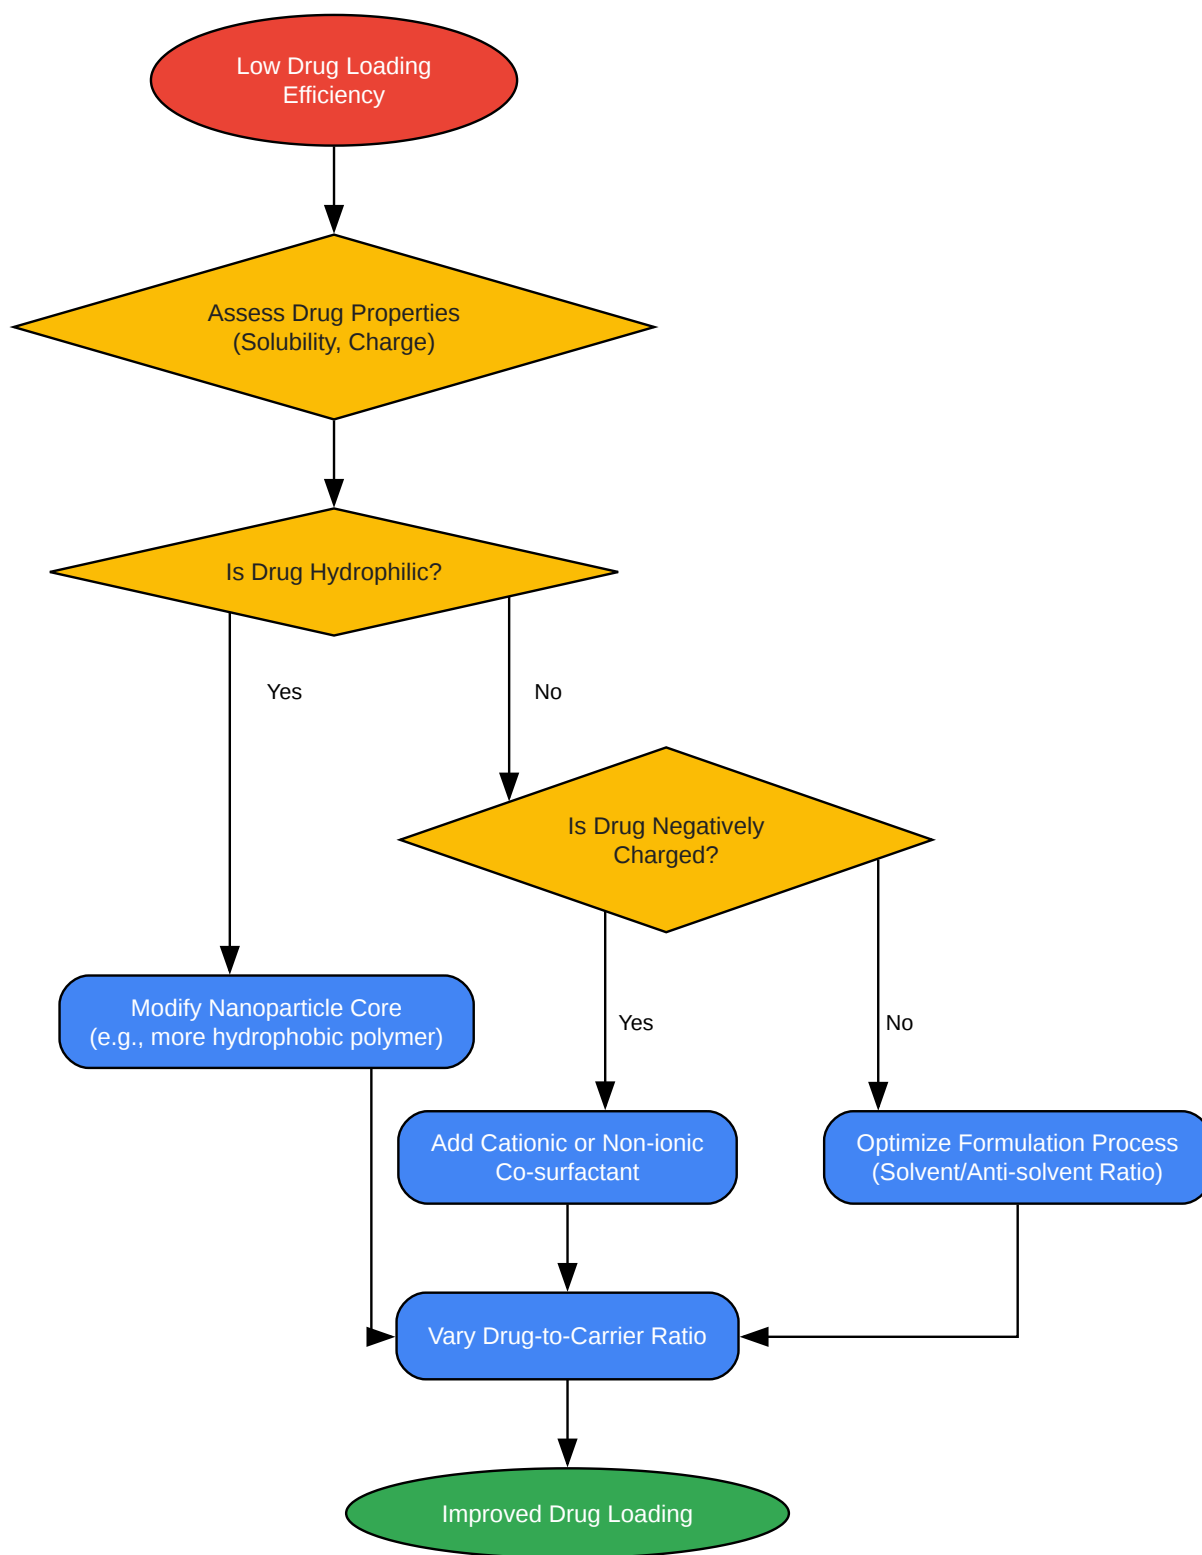 Low Drug Loading
Efficiency
Assess Drug Properties
(Solubility, Charge)
Is Drug Hydrophilic?
Yes
No
Is Drug Negatively
Charged?
Modify Nanoparticle Core
(e.g., more hydrophobic polymer)
Yes
No
Add Cationic or Non-ionic
Co-surfactant
Optimize Formulation Process
(Solvent/Anti-solvent Ratio)
Vary Drug-to-Carrier Ratio
Improved Drug Loading